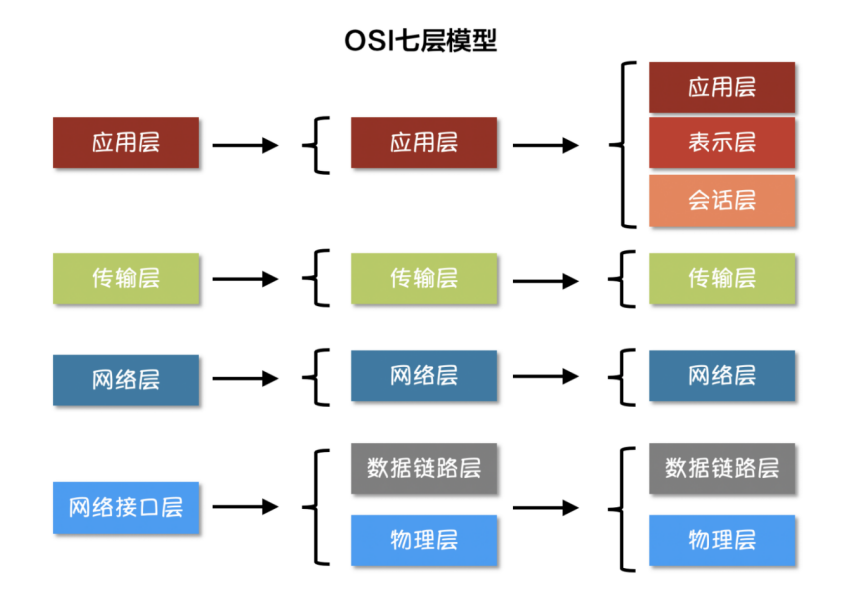 OSI七层模型
应用层
传输层
网络层
网络接口层
应用层
传输层
网络层
数据链路层
物理层
应用层
表示层
会话层
传输层
网络层
数据链路层
物理层